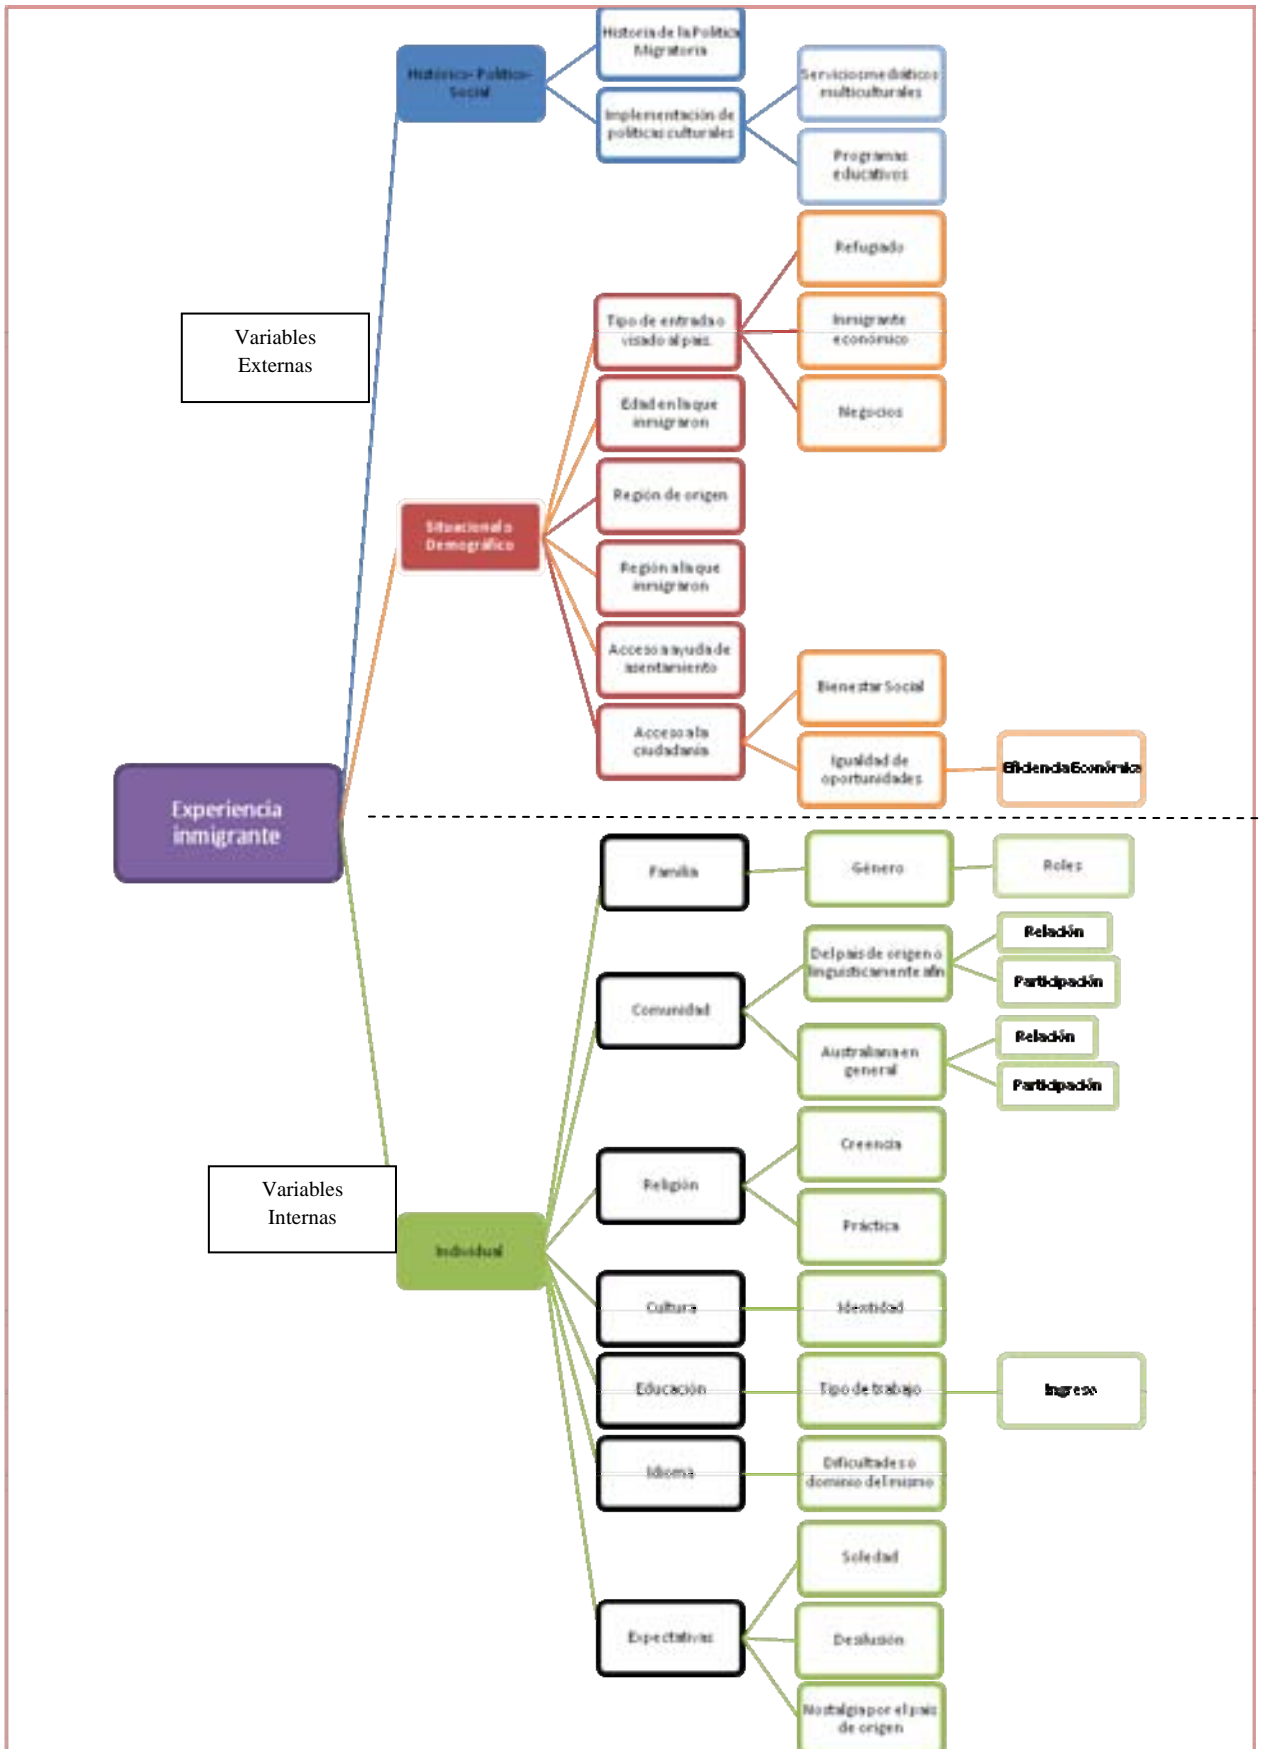 Historia de la Política
Migratoria
Histórico- Político-
Social
Servicios mediáticos
multiculturales
Implementación de
políticas culturales
Programas
educativos
Refugiado
Variables
Externas
Tipo de entrada o
visado al país.
Inmigrante
económico
Edad en la que
inmigraron
Negocios
Región de origen
Situacional o
Demográfico
Región a la que
inmigraron
Acceso a ayuda de
asentamiento
Bienestar Social
Acceso a la
ciudadanía
Igualdad de
oportunidades
Eficiencia Económica
Experiencia
inmigrante
Familia
Género
Roles
Relación
Del país de origen o
linguisticamente afín
Participación
Comunidad
Relación
Australiana en
general
Participación
Creencia
Religión
Variables
Internas
Práctica
Individual
Cultura
Identidad
Educación
Tipo de trabajo
Ingreso
Idioma
Dificultades o
dominio del mismo
Soledad
Expectativas
Desilusión
Nostalgia por el país
de origen